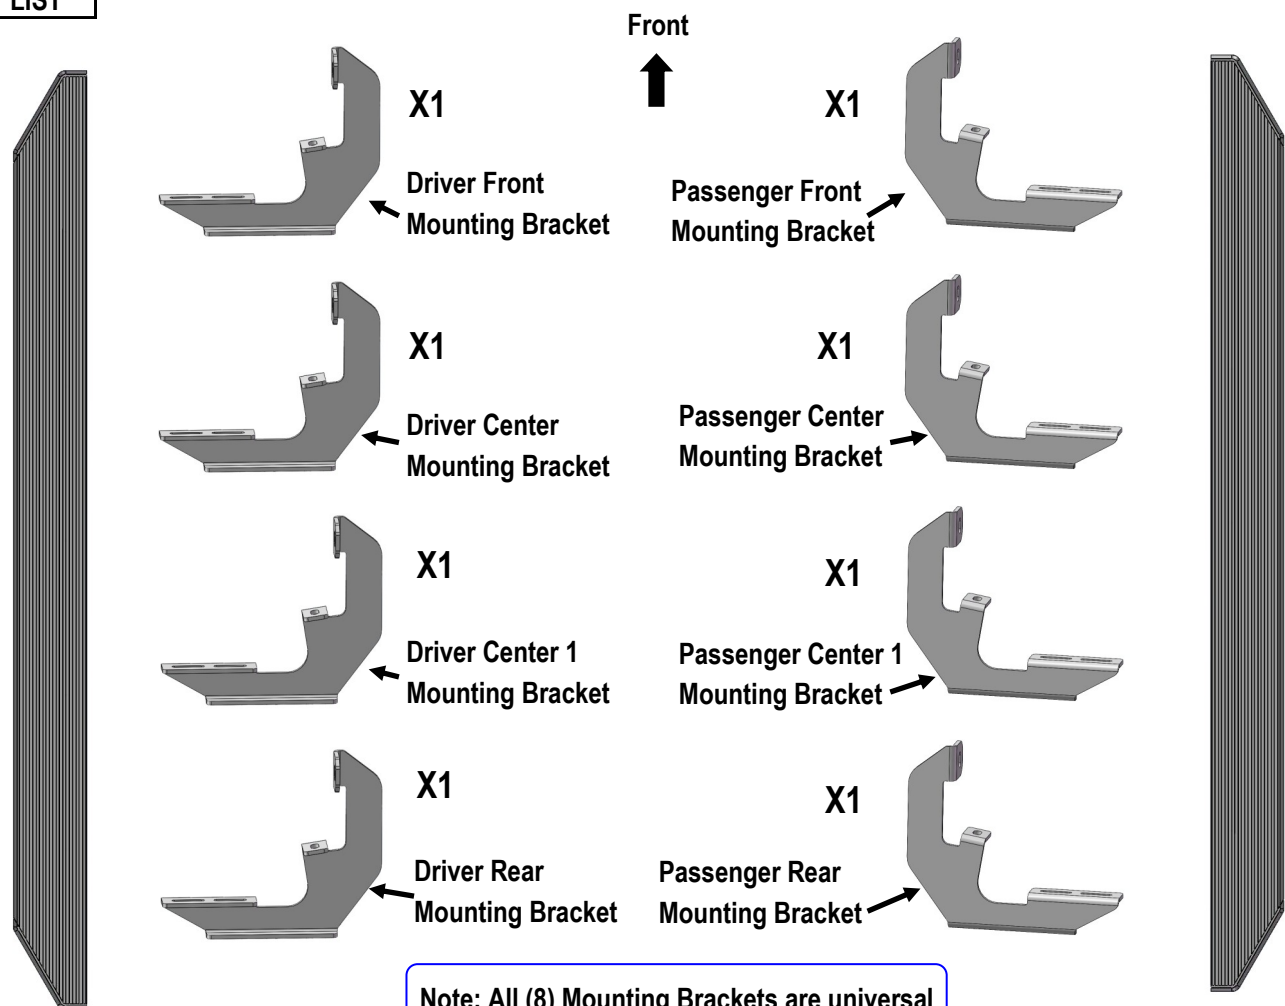 LIST
Front
X1
X1
Driver Front
Mounting Bracket
Passenger Front
Mounting Bracket
X1
X1
Driver Center
Mounting Bracket
Passenger Center
Mounting Bracket
X1
X1
Driver Center 1
Mounting Bracket
Passenger Center 1
Mounting Bracket
X1
X1
Driver Rear
Mounting Bracket
Passenger Rear
Mounting Bracket
Note: All (8) Mounting Brackets are universal